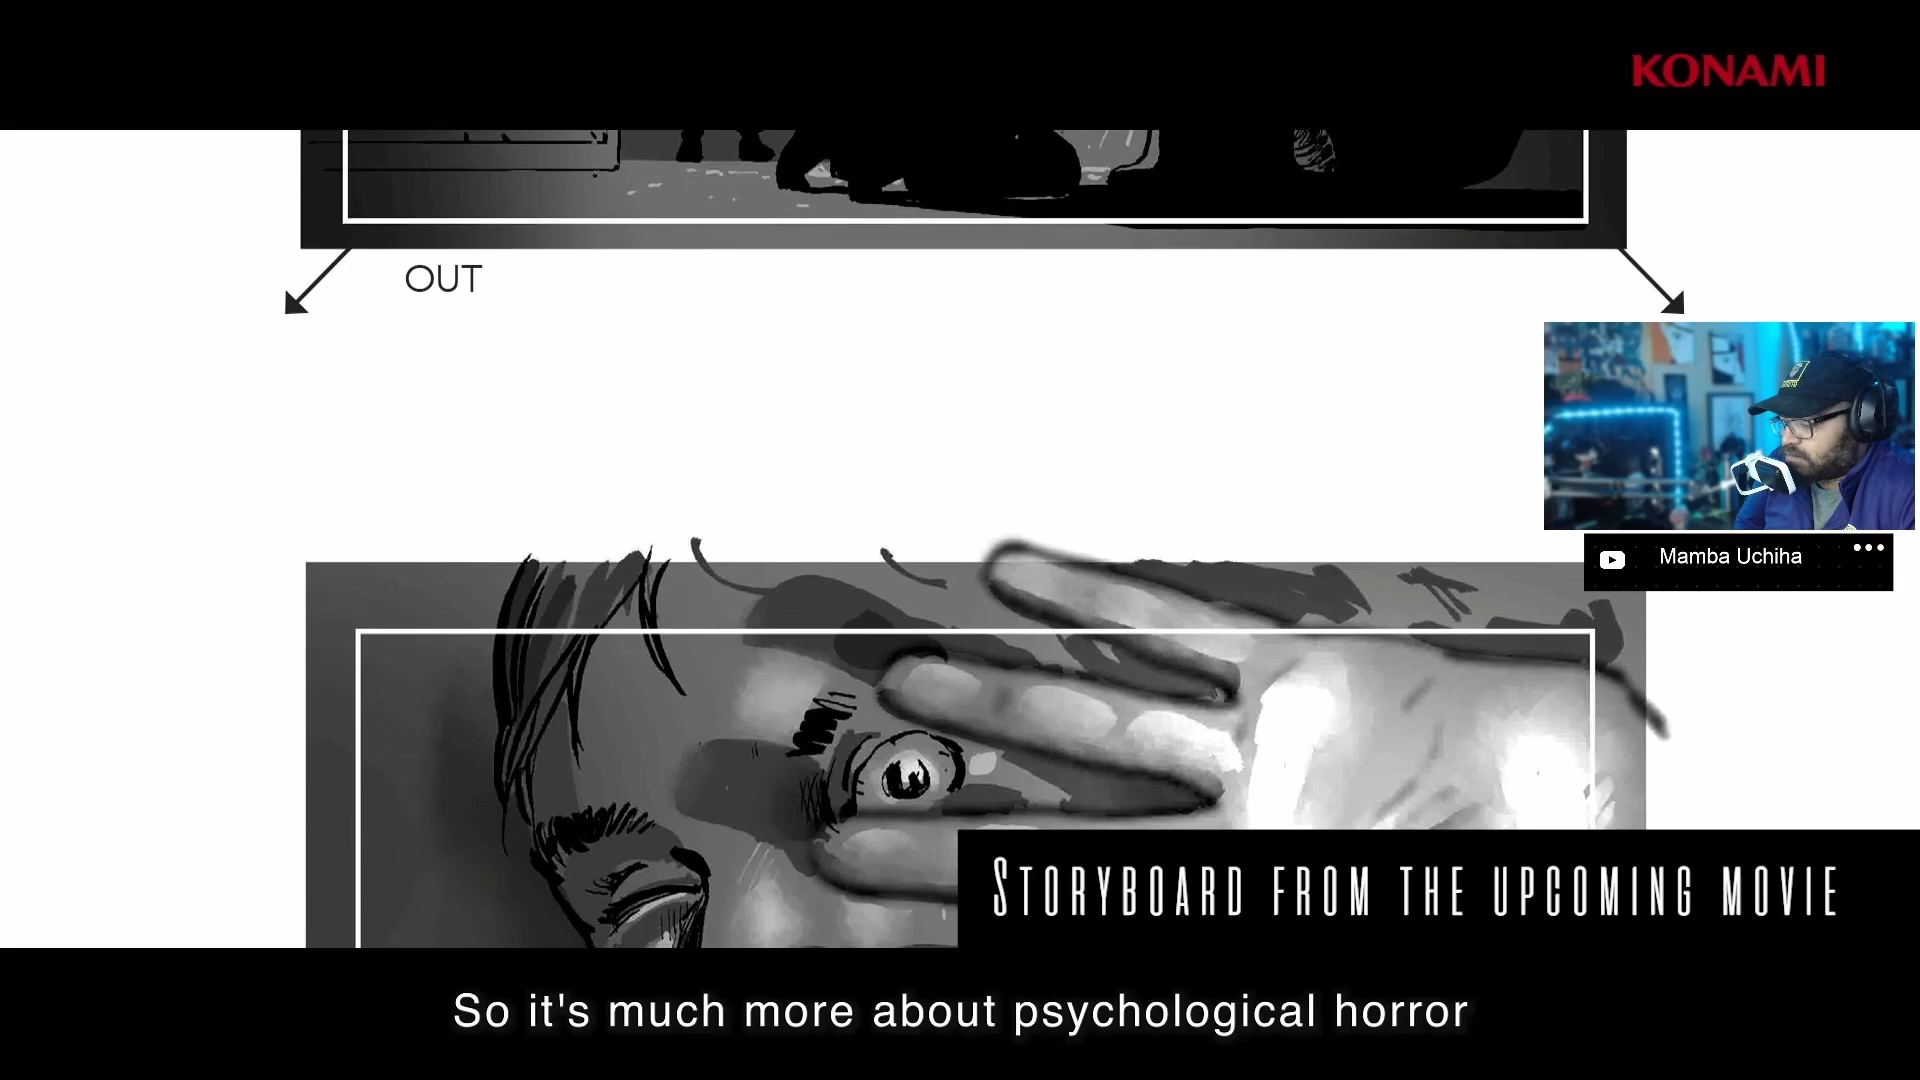 KONAMI
OUT
Mamba Uchiha
STORYBOARD FROM THE UPCOMING MOVIE
So it's much more about psychological horror